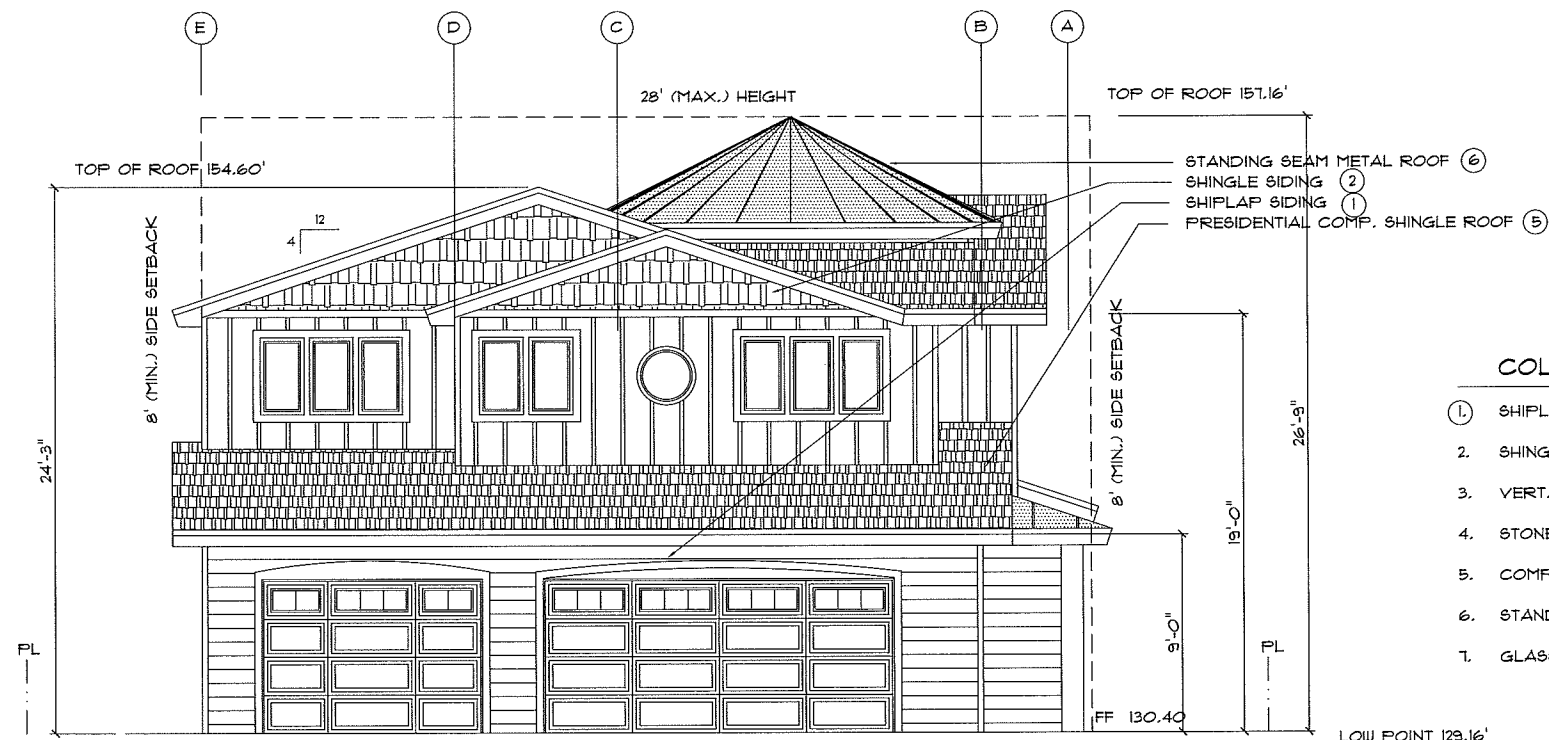 E
D
C
B
A
28' (MAX.) HEIGHT
TOP OF ROOF 157.16'
TOP OF ROOF 154.60'
STANDING SEAM METAL ROOF 6
SHINGLE SIDING 2
SHIPLAP SIDING 1
PRESIDENTIAL COMP. SHINGLE ROOF 5
12
4
8' (MIN.) SIDE SETBACK
8' (MIN.) SIDE SETBACK
24'-3"
26'-9"
19'-0"
9'-0"
COL
1. SHIPL
2. SHING
3. VERT.
4. STONE
5. COMP
6. STAND
7. GLAS
PL
PL
FF 130.40
LOW POINT 129.16'